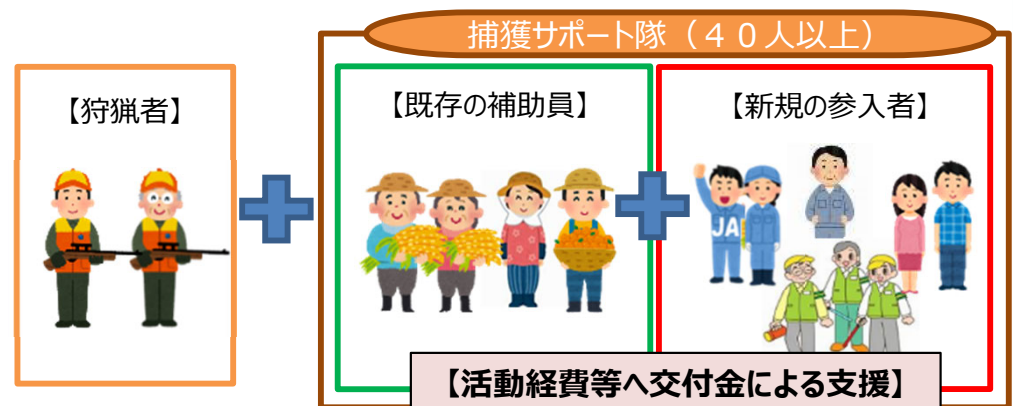 捕獲サポート隊（４０人以上）
【狩猟者】
【既存の補助員】
【新規の参入者】
JA
【活動経費等へ交付金による支援】